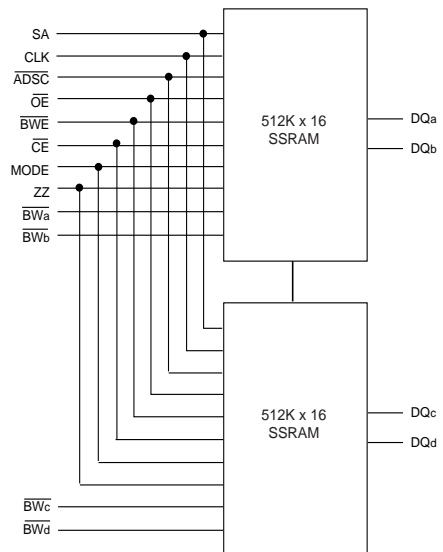 SA
CLK
ADSC
OE
BWE
CE
MODE
ZZ
BWa
BWb
512K x 16
SSRAM
DQa
DQb
512K x 16
SSRAM
DQc
DQd
BWc
BWd